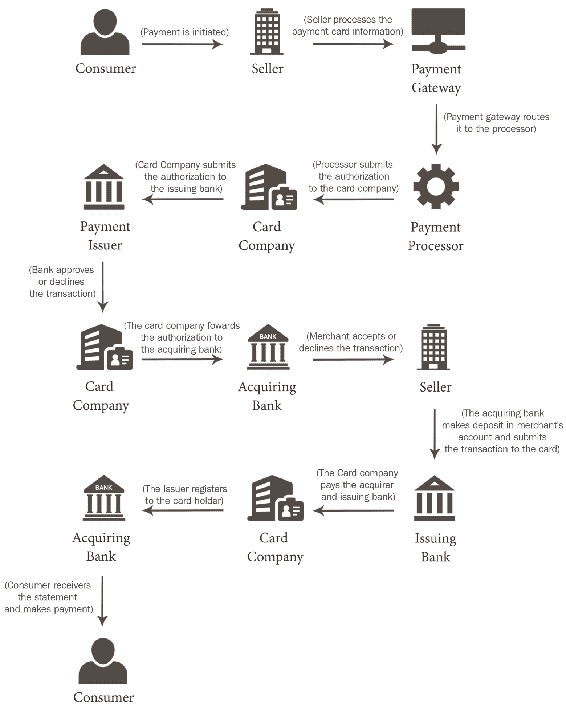 (Payment is initiated)
(Seller processes the
payment card information)
Consumer
Seller
Payment
Gateway
(Payment gateway routes
it to the processor)
(Card Company submits
the authorization to
the issuing bank)
(Processor submits
the authorization
to the card company)
Payment
Issuer
Card
Company
Payment
Processor
(Bank approves
or declines
the transaction)
(The card company Fowards
the authorization to
the acquiring bank)
BANK
(Merchant accepts or
declines the transaction)
Card
Company
Acquiring
Bank
Seller
(The acquiring bank
makes deposit in merchant's
account and submits
the transaction to the card)
BANK
(The Issuer registers
to the card holder)
(The Card company
pays the acquirer
and issuing bank)
Acquiring
Bank
Card
Company
Issuing
Bank
(Consumer receivers
the statement
and makes payment)
Consumer